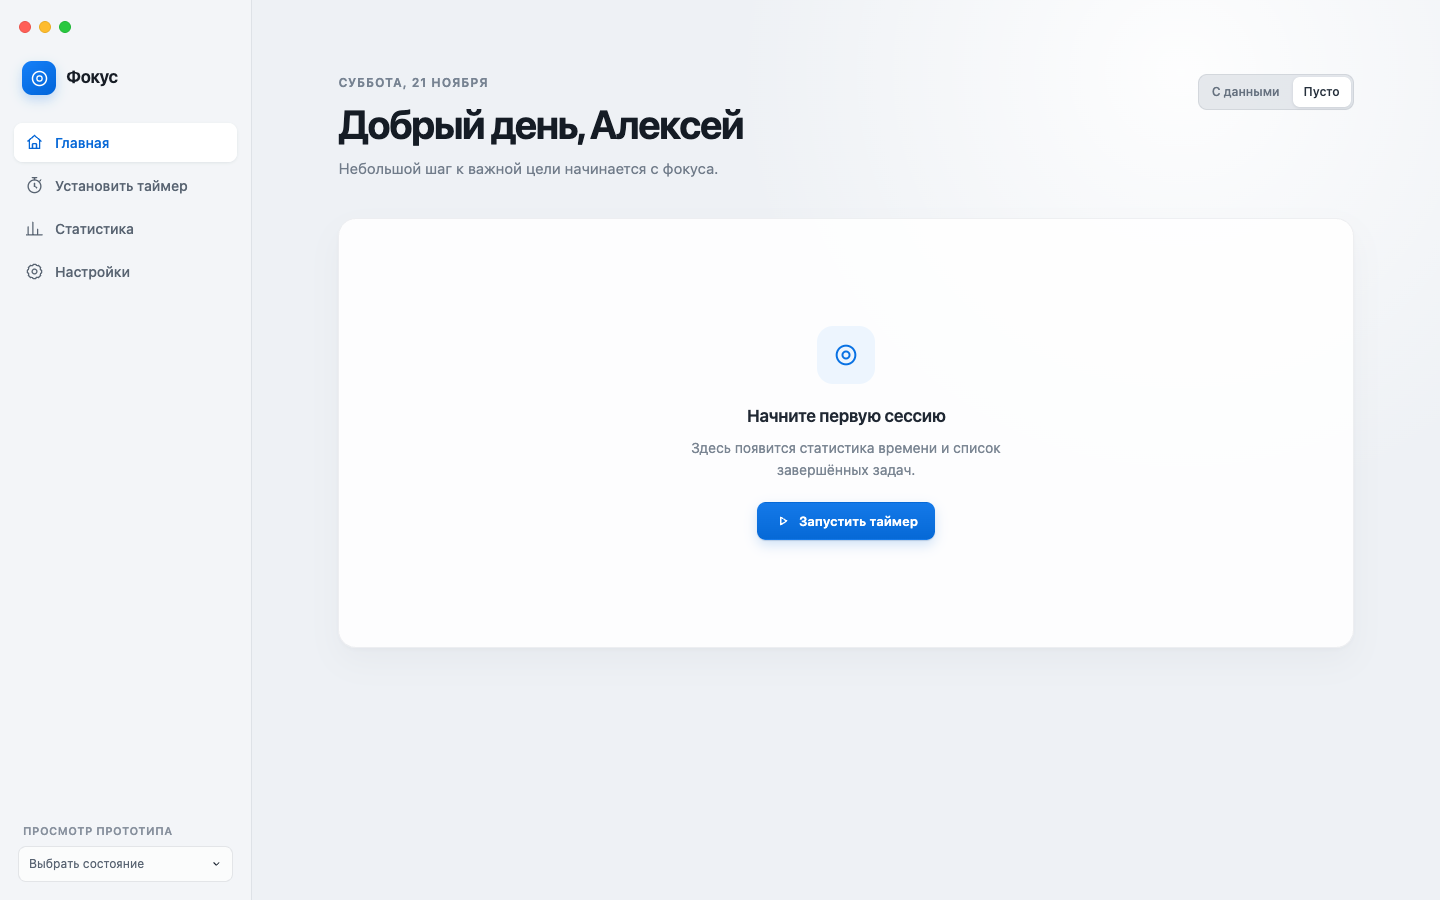 Фокус
Главная
Установить таймер
Статистика
Настройки
ПРОСМОТР ПРОТОТИПА
Выбрать состояние
СУББОТА, 21 НОЯБРЯ
Добрый день, Алексей
Небольшой шаг к важной цели начинается с фокуса.
С данными
Пусто
Начните первую сессию
Здесь появится статистика времени и список
завершённых задач.
Запустить таймер